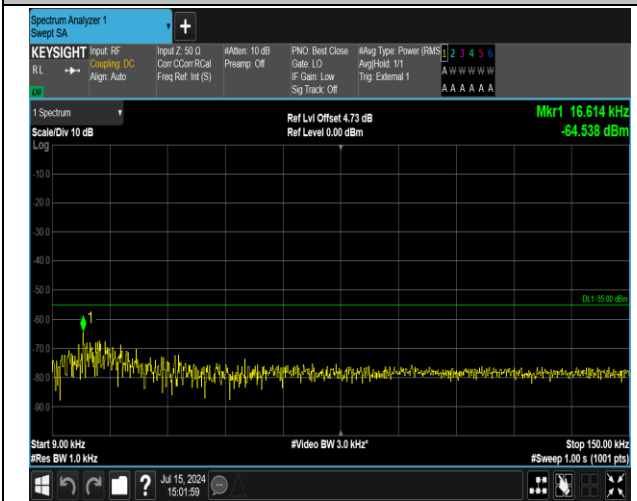 Spectrum Analyzer 1
Swept SA
+
KEYSIGHT
RL
Input: RF
Coupling: DC
Align: Auto
Input Z: 50 Ω
Corr CCorr RCal
Freq Ref: Int (S)
#Atten: 10 dB
Preamp: Off
PNO: Best Close
Gate: LO
IF Gain: Low
Sig Track: Off
#Avg Type: Power (RMS
Avg|Hold: 1/1
Trig: External 1
1 2 3 4 5 6
A W W W W W
A A A A A A
1 Spectrum
Scale/Div 10 dB
Log
Ref Lvl Offset 4.73 dB
Ref Level 0.00 dBm
Mkr1 16.614 kHz
-64.538 dBm
-10.0
-20.0
-30.0
-40.0
-50.0
DL1 -55.00 dBm
-60.0
1
-70.0
-80.0
-90.0
Start 9.00 kHz
#Res BW 1.0 kHz
#Video BW 3.0 kHz*
Stop 150.00 kHz
#Sweep 1.00 s (1001 pts)
?
Jul 15, 2024
15:01:59